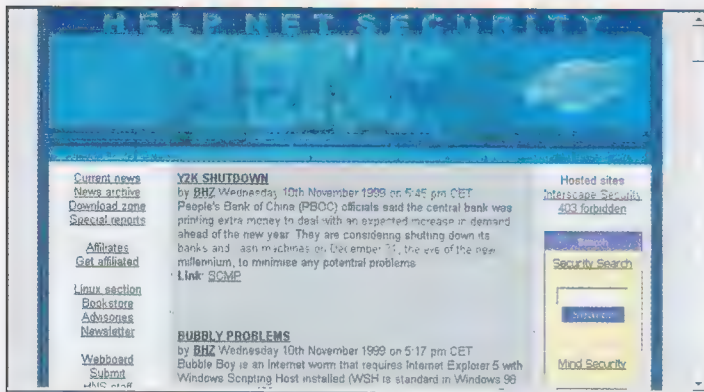 HELP NET SECURITY
Current news
News archive
Download zone
Special reports
Affiliates
Get affiliated
Linux section
Bookstore
Advisories
Newsletter
Webboard
Submit
HNS staff
Y2K SHUTDOWN
by BHZ Wednesday 10th November 1999 on 5:45 pm CET
People's Bank of China (PBOC) officials said the central bank was
printing extra money to deal with an expected increase in demand
ahead of the new year. They are considering shutting down its
banks and cash machines on December 31, the eve of the new
millennium, to minimise any potential problems
Link: SCMP
BUBBLY PROBLEMS
by BHZ Wednesday 10th November 1999 on 5:17 pm CET
Bubble Boy is an Internet worm that requires Internet Explorer 5 with
Windows Scripting Host installed (WSH is standard in Windows 98
Hosted sites
Interscape Security
403 forbidden
Search
Security Search
Mind Security